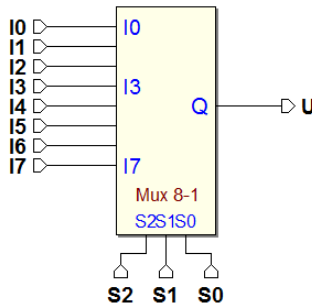 I0 I0
I1
I2
I3 I3
I4 Q U
I5
I6
I7 I7
Mux 8-1
S2S1S0
S2 S1 S0